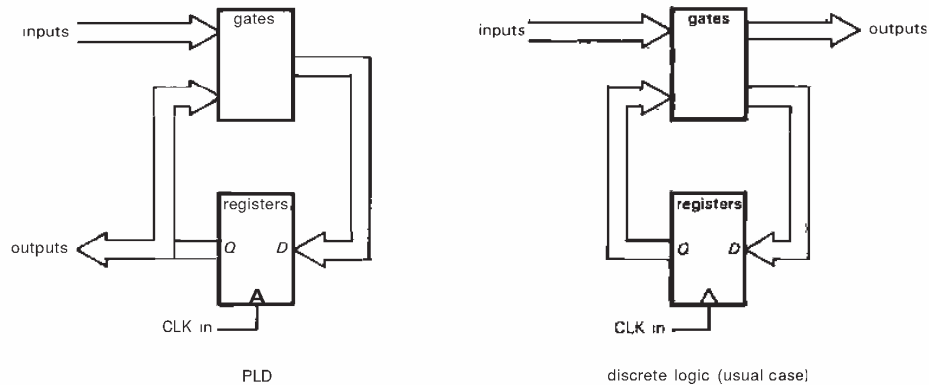 gates
inputs
registers
outputs
Q D
CLK in
PLD
gates
inputs
outputs
registers
Q D
CLK in
discrete logic (usual case)